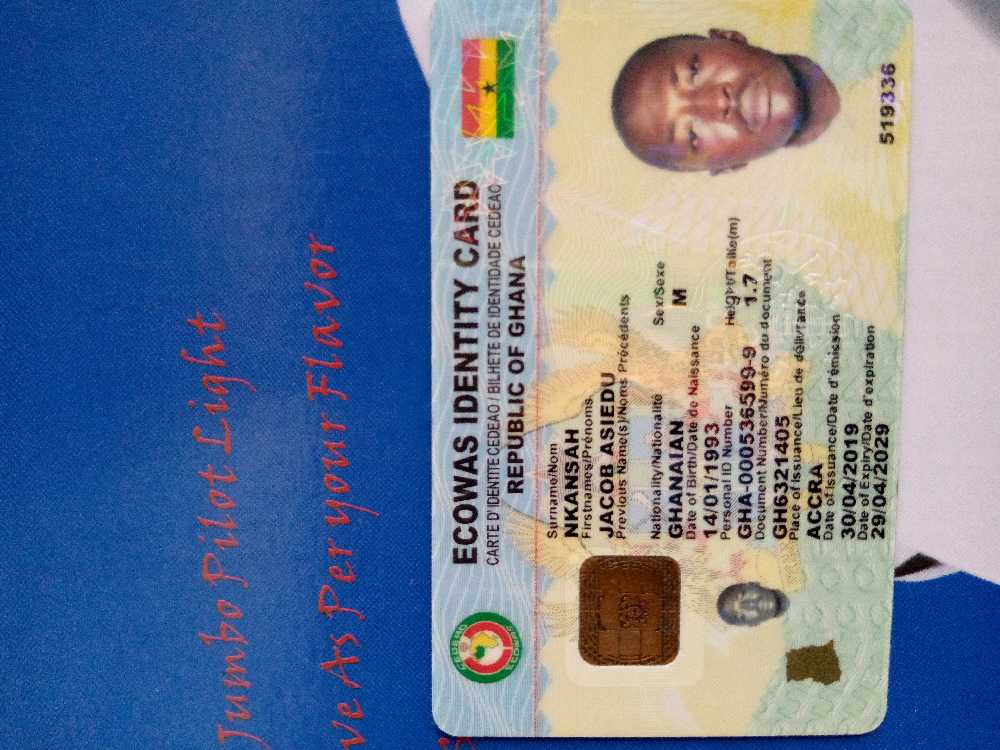 ECOWAS IDENTITY CARD
CARTE D'IDENTITE CEDEAO / BILHETE DE IDENTIDADE CEDEAO
REPUBLIC OF GHANA
CEDEAO
ECOWAS
Surname/Nom
NKANSAH
Firstnames/Prénoms
JACOB ASIEDU
Previous Name(s)/Noms Précédents
Nationality/Nationalité Sex/Sexe
GHANAIAN M
Date of Birth/Date de Naissance
14/01/1993
Personal ID Number Height/Taille(m)
GHA-000536599-9 1.7
Document Number/Numéro du document
GH6321405
Place of Issuance/Lieu de délivrance
ACCRA
Date of Issuance/Date d'émission
30/04/2019
Date of Expiry/Date d'expiration
29/04/2029
519336
Jumbo Pilot Light
ve As Per your Flavor